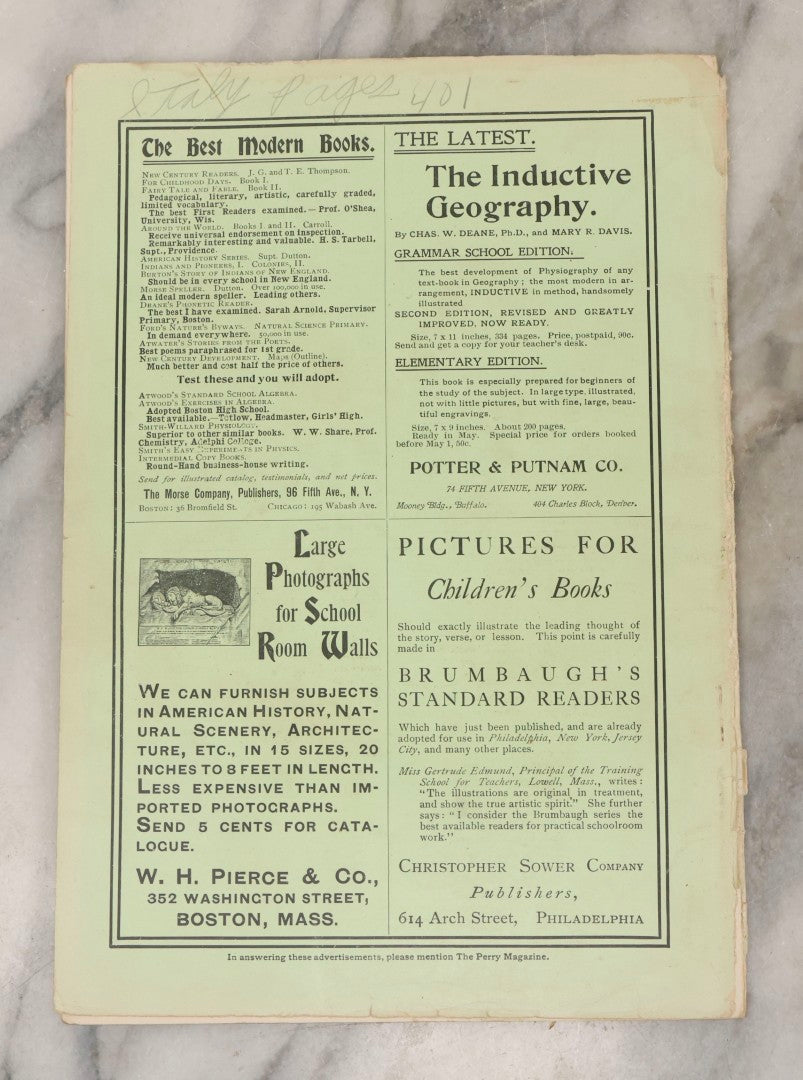 Italy Pages 401
The Best Modern Books.
NEW CENTURY READERS. J. G. and T. E. Thompson.
FOR CHILDHOOD DAYS. Book I.
FAIRY TALE AND FABLE. Book II.
Pedagogical, literary, artistic, carefully graded,
limited vocabulary.
The best First Readers examined.—Prof. O'Shea,
University, Wis.
AROUND THE WORLD. Books I and II. Carroll.
Receive universal endorsement on inspection.
Remarkably interesting and valuable. H. S. Tarbell,
Supt., Providence.
AMERICAN HISTORY SERIES. Supt. Dutton.
INDIANS AND PIONEERS, I. COLONIES, II.
BURTON'S STORY OF INDIANS OF NEW ENGLAND.
Should be in every school in New England.
MORSE SPELLER. Dutton. Over 100,000 in use.
An ideal modern speller. Leading others.
DEANE'S PHONETIC READER.
The best I have examined. Sarah Arnold, Supervisor
Primary, Boston.
FORD'S NATURE'S BYWAYS. NATURAL SCIENCE PRIMARY.
In demand everywhere. 50,000 in use.
ATWATER'S STORIES FROM THE POETS.
Best poems paraphrased for 1st grade.
NEW CENTURY DEVELOPMENT. Maps (Outline).
Much better and cost half the price of others.
Test these and you will adopt.
ATWOOD'S STANDARD SCHOOL ALGEBRA.
ATWOOD'S EXERCISES IN ALGEBRA.
Adopted Boston High School.
Best available.—Tetlow, Headmaster, Girls' High.
SMITH-WILLARD PHYSIOLOGY.
Superior to other similar books. W. W. Share, Prof.
Chemistry, Adelphi College.
SMITH'S EASY EXPERIMENTS IN PHYSICS.
INTERMEDIAL COPY BOOKS.
Round-Hand business-house writing.
Send for illustrated catalog, testimonials, and net prices.
The Morse Company, Publishers, 96 Fifth Ave., N. Y.
BOSTON: 36 Bromfield St. CHICAGO: 195 Wabash Ave.
THE LATEST.
The Inductive
Geography.
By CHAS. W. DEANE, Ph.D., and MARY R. DAVIS.
GRAMMAR SCHOOL EDITION.
The best development of Physiography of any
text-book in Geography; the most modern in ar-
rangement, INDUCTIVE in method, handsomely
illustrated
SECOND EDITION, REVISED AND GREATLY
IMPROVED, NOW READY.
Size, 7 x 11 inches, 334 pages. Price, postpaid, 90c.
Send and get a copy for your teacher's desk.
ELEMENTARY EDITION.
This book is especially prepared for beginners of
the study of the subject. In large type, illustrated,
not with little pictures, but with fine, large, beau-
tiful engravings.
Size, 7 x 9 inches. About 200 pages.
Ready in May. Special price for orders booked
before May 1, 50c.
POTTER & PUTNAM CO.
74 FIFTH AVENUE, NEW YORK.
Mooney Bldg., Buffalo. 404 Charles Block, Denver.
Large
Photographs
for School
Room Walls
WE CAN FURNISH SUBJECTS
IN AMERICAN HISTORY, NAT-
URAL SCENERY, ARCHITEC-
TURE, ETC., IN 15 SIZES, 20
INCHES TO 8 FEET IN LENGTH.
LESS EXPENSIVE THAN IM-
PORTED PHOTOGRAPHS.
SEND 5 CENTS FOR CATA-
LOGUE.
W. H. PIERCE & CO.,
352 WASHINGTON STREET,
BOSTON, MASS.
PICTURES FOR
Children's Books
Should exactly illustrate the leading thought of
the story, verse, or lesson. This point is carefully
made in
BRUMBAUGH'S
STANDARD READERS
Which have just been published, and are already
adopted for use in Philadelphia, New York, Jersey
City, and many other places.
Miss Gertrude Edmund, Principal of the Training
School for Teachers, Lowell, Mass., writes:
"The illustrations are original in treatment,
and show the true artistic spirit." She further
says: "I consider the Brumbaugh series the
best available readers for practical schoolroom
work."
CHRISTOPHER SOWER COMPANY
Publishers,
614 Arch Street, PHILADELPHIA
In answering these advertisements, please mention The Perry Magazine.